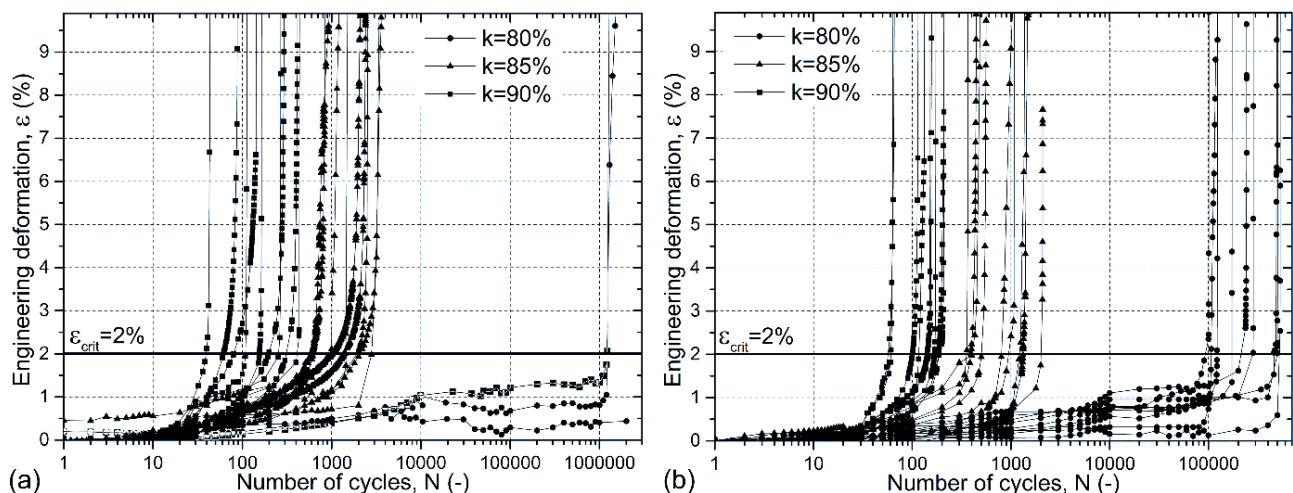 9
8
7
6
5
4
3
2
1
0
Engineering deformation, ε (%)
k=80%
k=85%
k=90%
εcrit=2%
1 10 100 1000 10000 100000 1000000
Number of cycles, N (-)
(a)
9
8
7
6
5
4
3
2
1
0
Engineering deformation, ε (%)
k=80%
k=85%
k=90%
εcrit=2%
1 10 100 1000 10000 100000
Number of cycles, N (-)
(b)